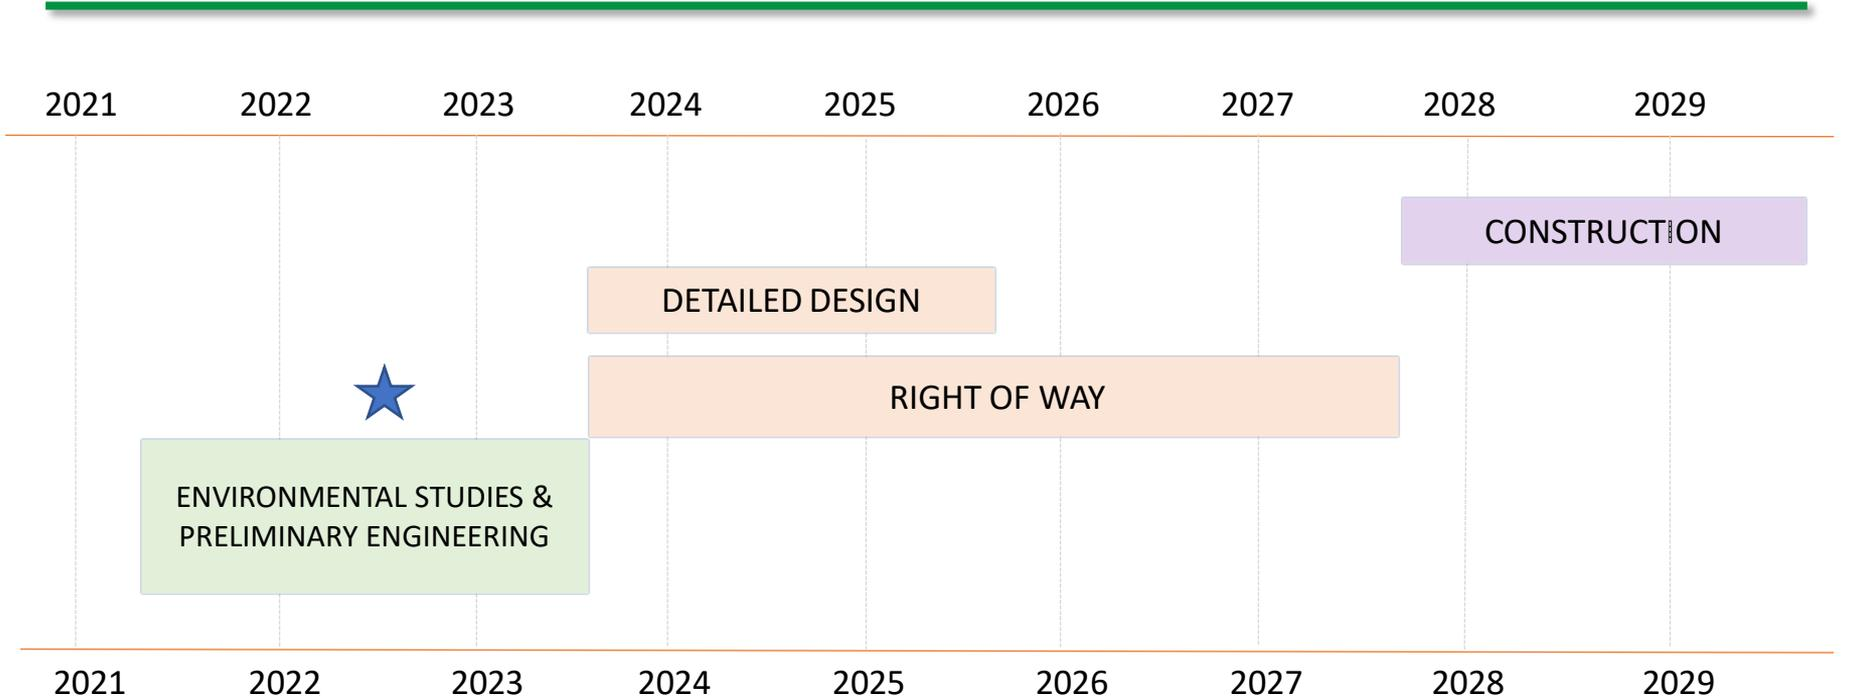 2021 2022 2023 2024 2025 2026 2027 2028 2029
CONSTRUCTION
DETAILED DESIGN
RIGHT OF WAY
ENVIRONMENTAL STUDIES &
PRELIMINARY ENGINEERING
2021 2022 2023 2024 2025 2026 2027 2028 2029